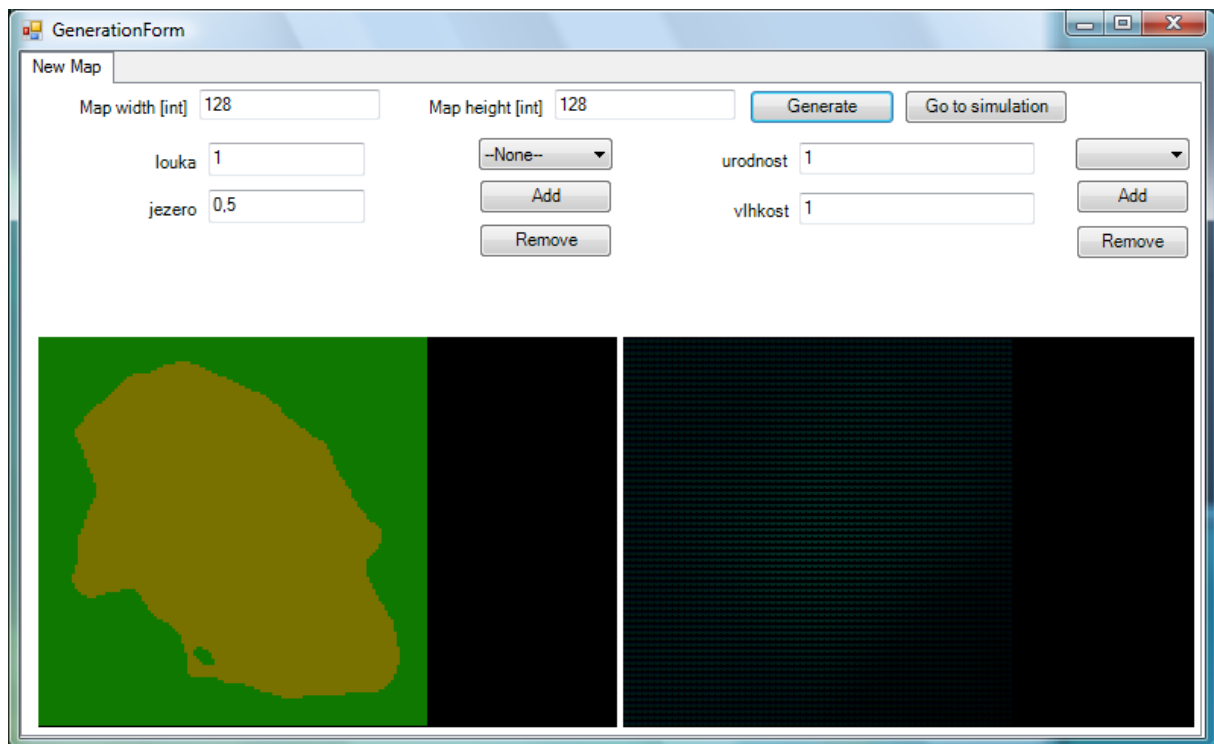 GenerationForm
New Map
Map width [int] 128 Map height [int] 128 Generate Go to simulation
louka 1 --None-- urodnost 1
jezero 0,5 Add vlhkost 1 Add
Remove Remove